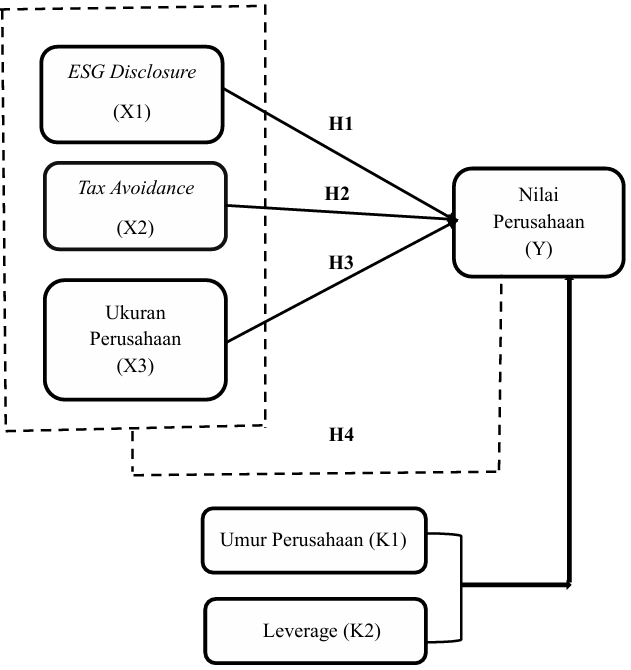 ESG Disclosure
(X1)
H1
Tax Avoidance
(X2)
H2
Nilai
Perusahaan
(Y)
H3
Ukuran
Perusahaan
(X3)
H4
Umur Perusahaan (K1)
Leverage (K2)